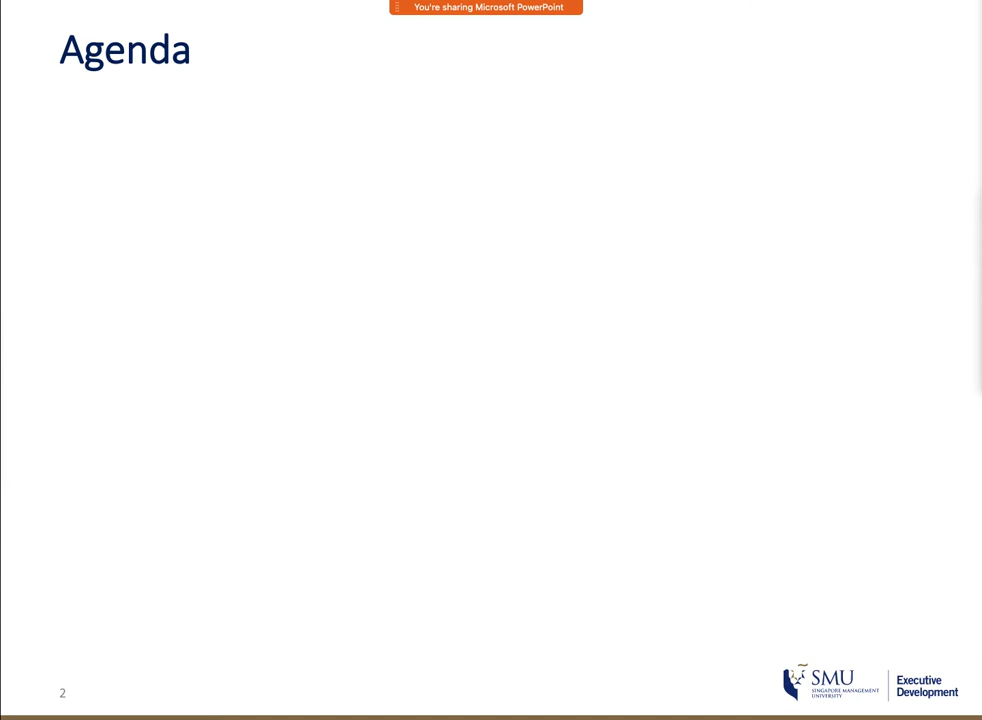 You're sharing Microsoft PowerPoint
Agenda
2
SMU
SINGAPORE MANAGEMENT
UNIVERSITY
Executive
Development